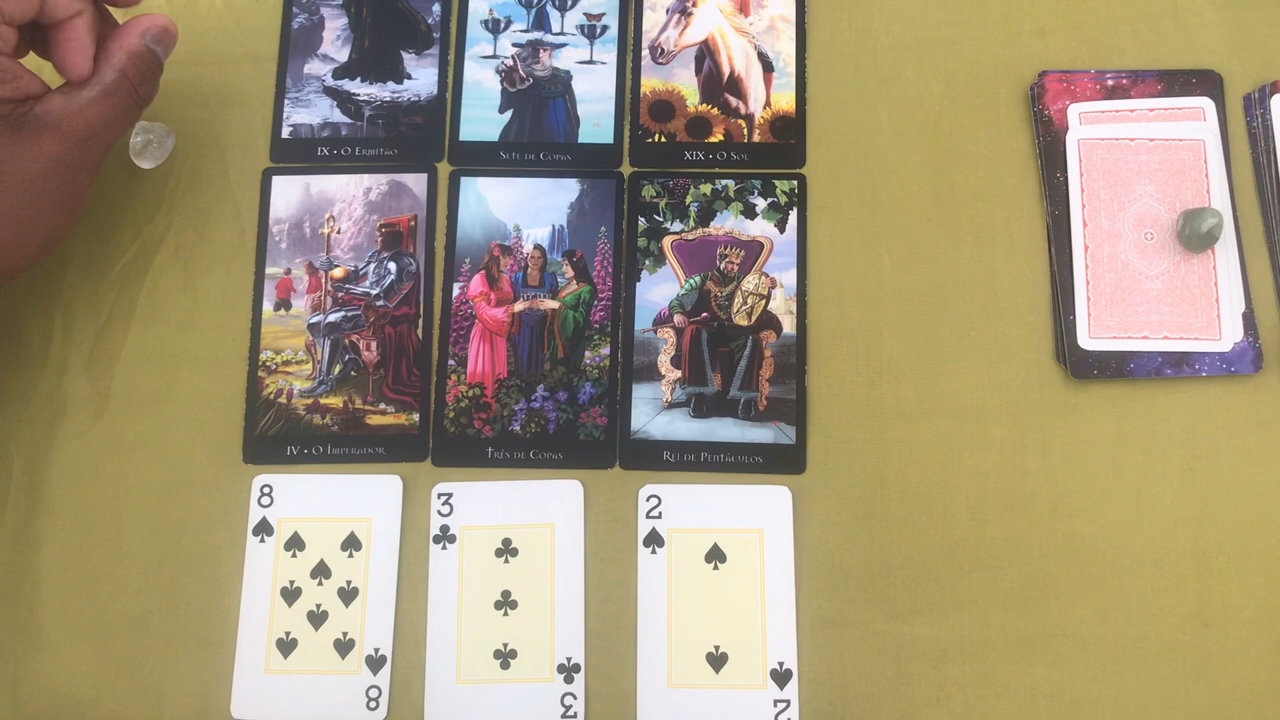 IX • O Ermitão
Sete de Copas
XIX • O Sol
IV • O Imperador
Três de Copas
Rei de Pentáculos
8
3
2
8
3
2